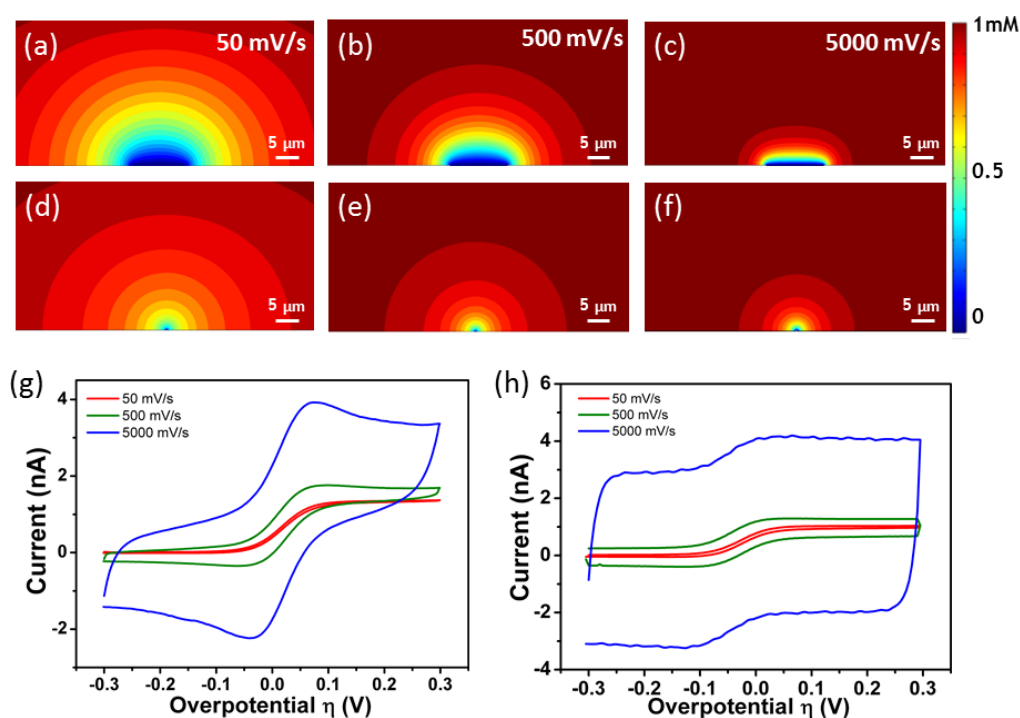 (a) 50 mV/s
(b) 500 mV/s
(c) 5000 mV/s
1mM
5 μm
5 μm
5 μm
0.5
(d)
(e)
(f)
5 μm
5 μm
5 μm
0
(g)
50 mV/s
500 mV/s
5000 mV/s
4
2
0
-2
Current (nA)
-0.3 -0.2 -0.1 0.0 0.1 0.2 0.3
Overpotential η (V)
(h)
50 mV/s
500 mV/s
5000 mV/s
6
4
2
0
-2
-4
Current (nA)
-0.3 -0.2 -0.1 0.0 0.1 0.2 0.3
Overpotential η (V)